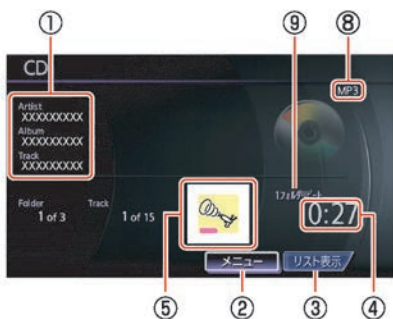 ① ⑨ ⑧
CD
MP3
Artist
XXXXXXXXX
Album
XXXXXXXXX
Track
XXXXXXXXX
1フォルダリピート
Folder Track
1 of 3 1 of 15
0:27
メニュー リスト表示
⑤ ② ③ ④